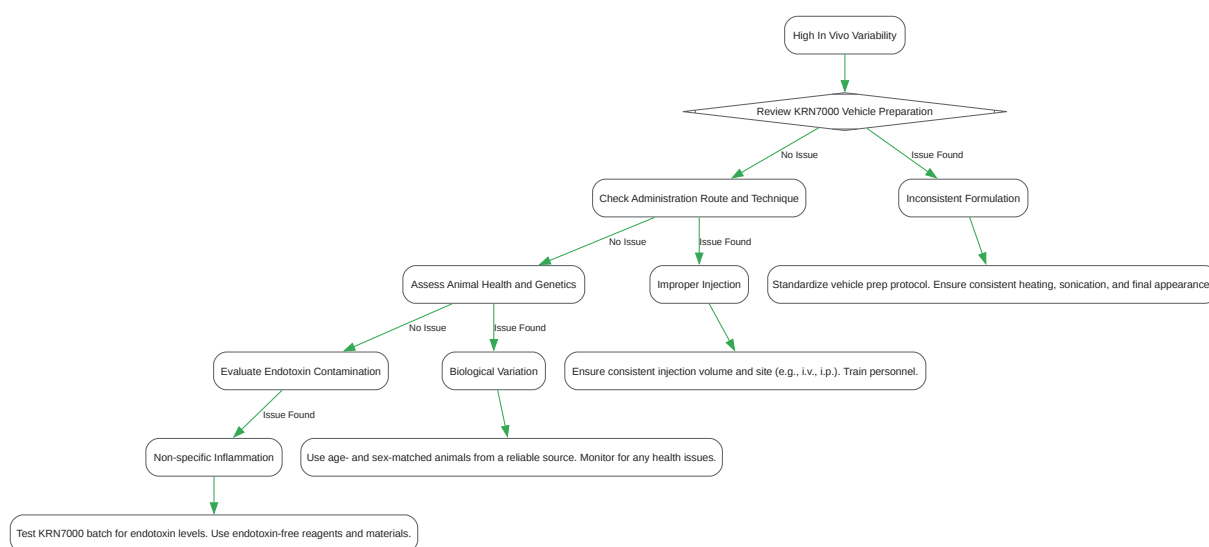 High In Vivo Variability
Review KRN7000 Vehicle Preparation
No Issue
Issue Found
Check Administration Route and Technique
Inconsistent Formulation
No Issue
Issue Found
Assess Animal Health and Genetics
Improper Injection
Standardize vehicle prep protocol. Ensure consistent heating, sonication, and final appearance
No Issue
Issue Found
Evaluate Endotoxin Contamination
Biological Variation
Ensure consistent injection volume and site (e.g., i.v., i.p.). Train personnel.
Issue Found
Non-specific Inflammation
Use age- and sex-matched animals from a reliable source. Monitor for any health issues.
Test KRN7000 batch for endotoxin levels. Use endotoxin-free reagents and materials.